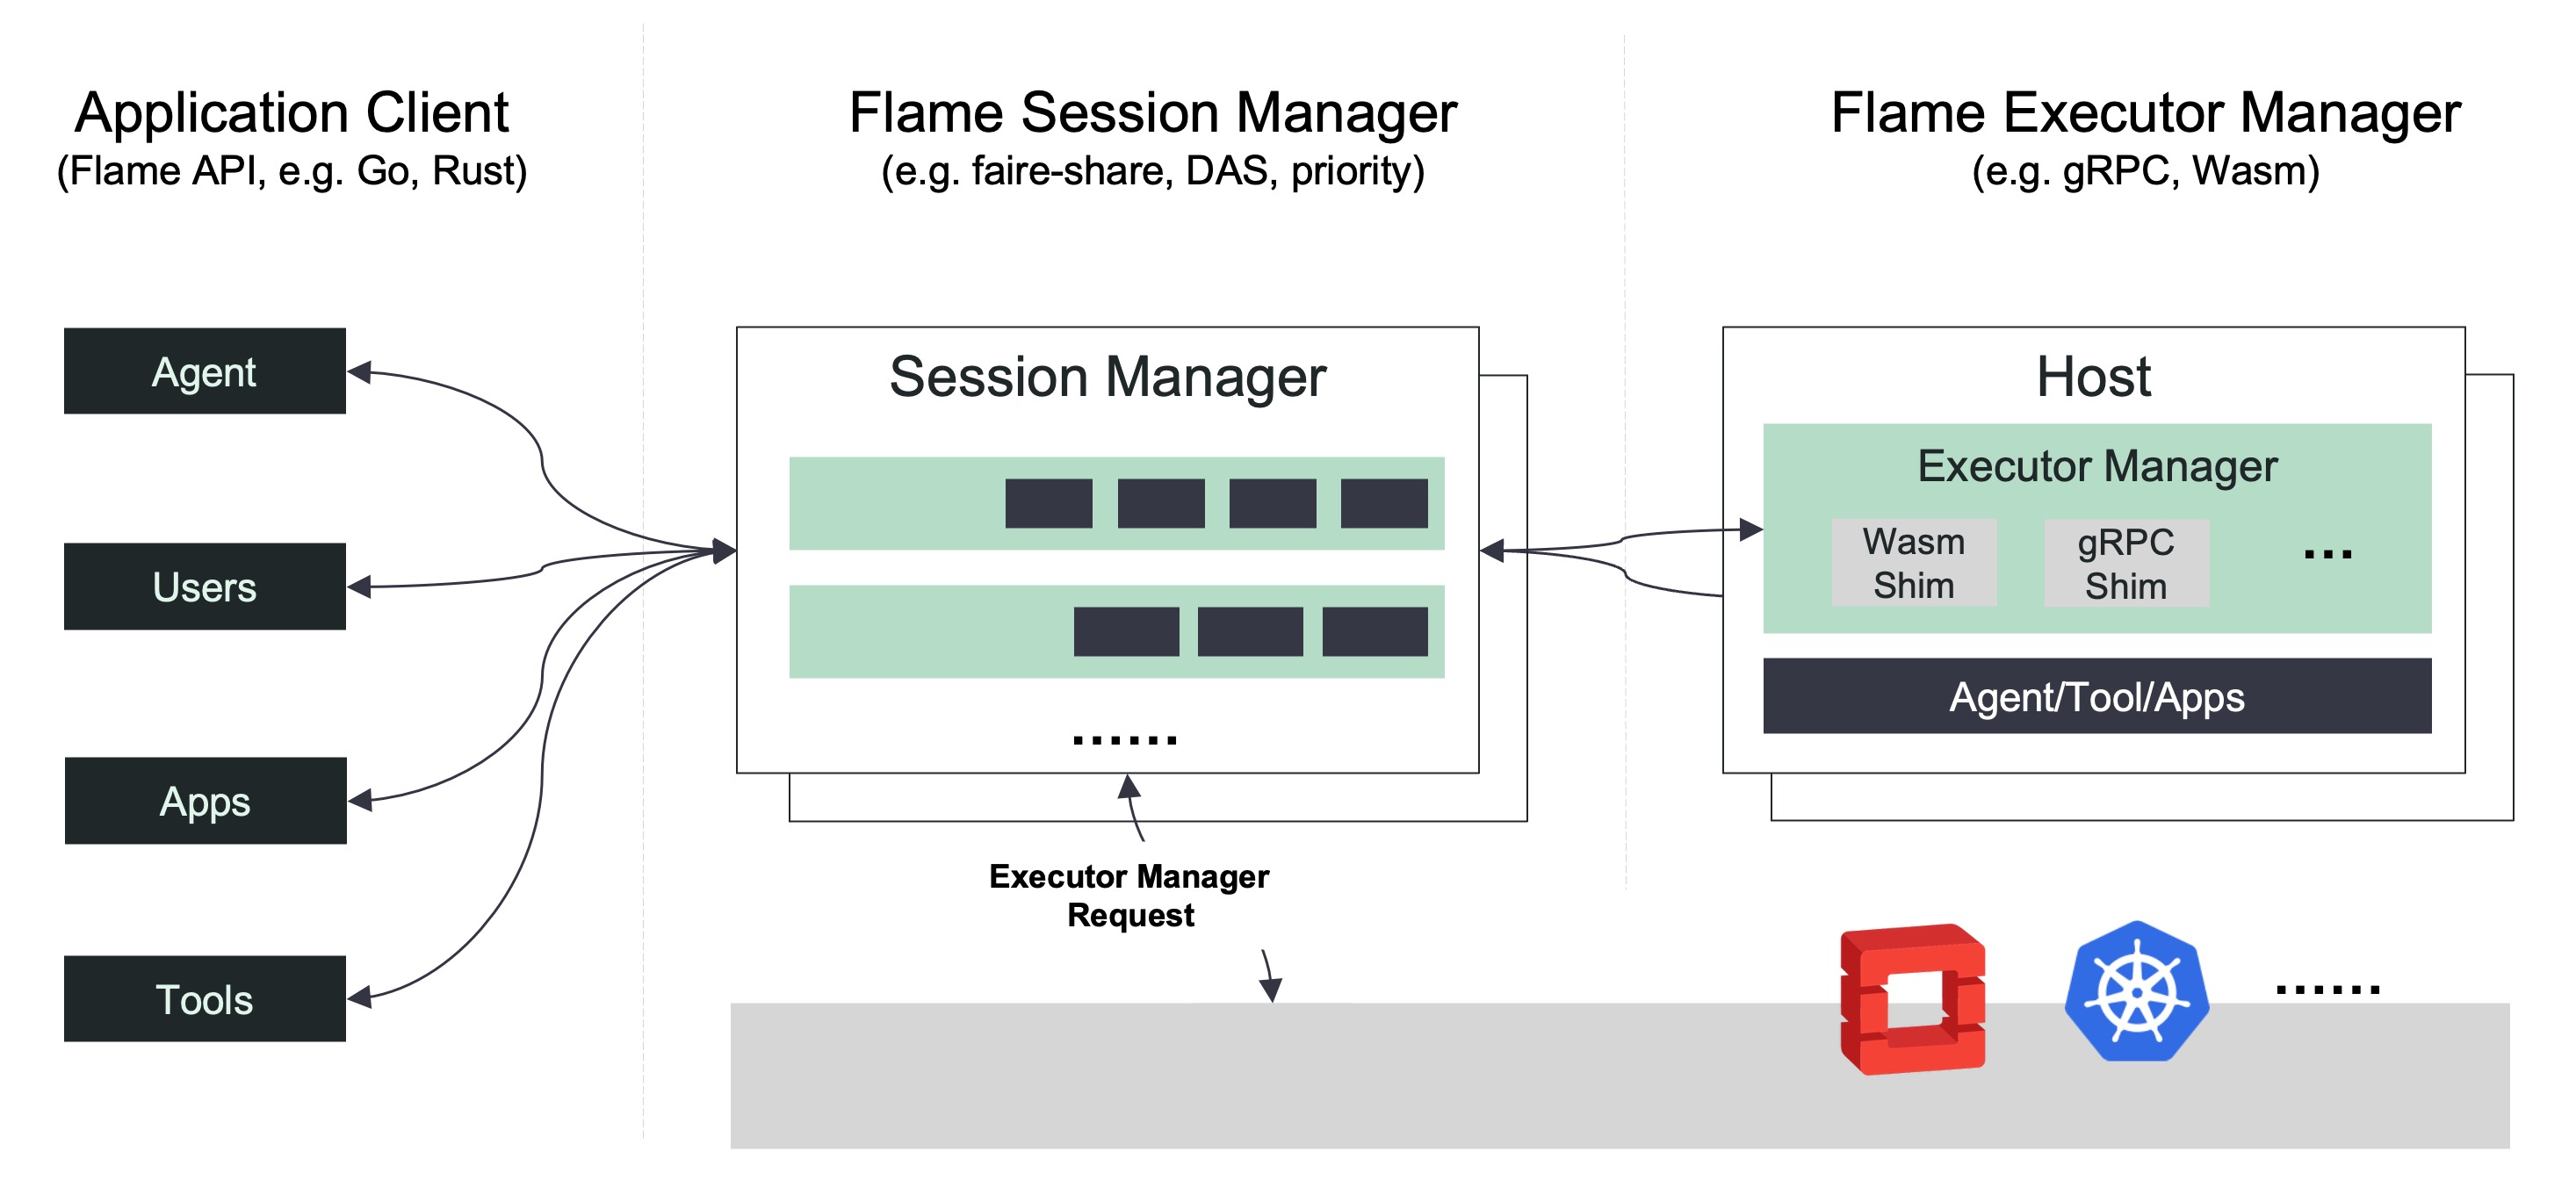 Application Client
(Flame API, e.g. Go, Rust)
Flame Session Manager
(e.g. faire-share, DAS, priority)
Flame Executor Manager
(e.g. gRPC, Wasm)
Agent
Users
Apps
Tools
Session Manager
......
Executor Manager
Request
Host
Executor Manager
Wasm
Shim
gRPC
Shim
...
Agent/Tool/Apps
......